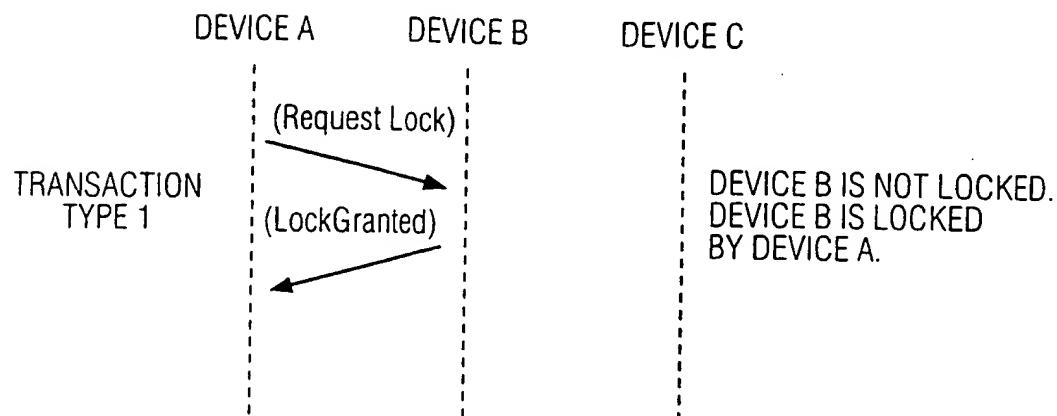 DEVICE A DEVICE B DEVICE C
(Request Lock)
TRANSACTION
TYPE 1
(LockGranted)
DEVICE B IS NOT LOCKED.
DEVICE B IS LOCKED
BY DEVICE A.